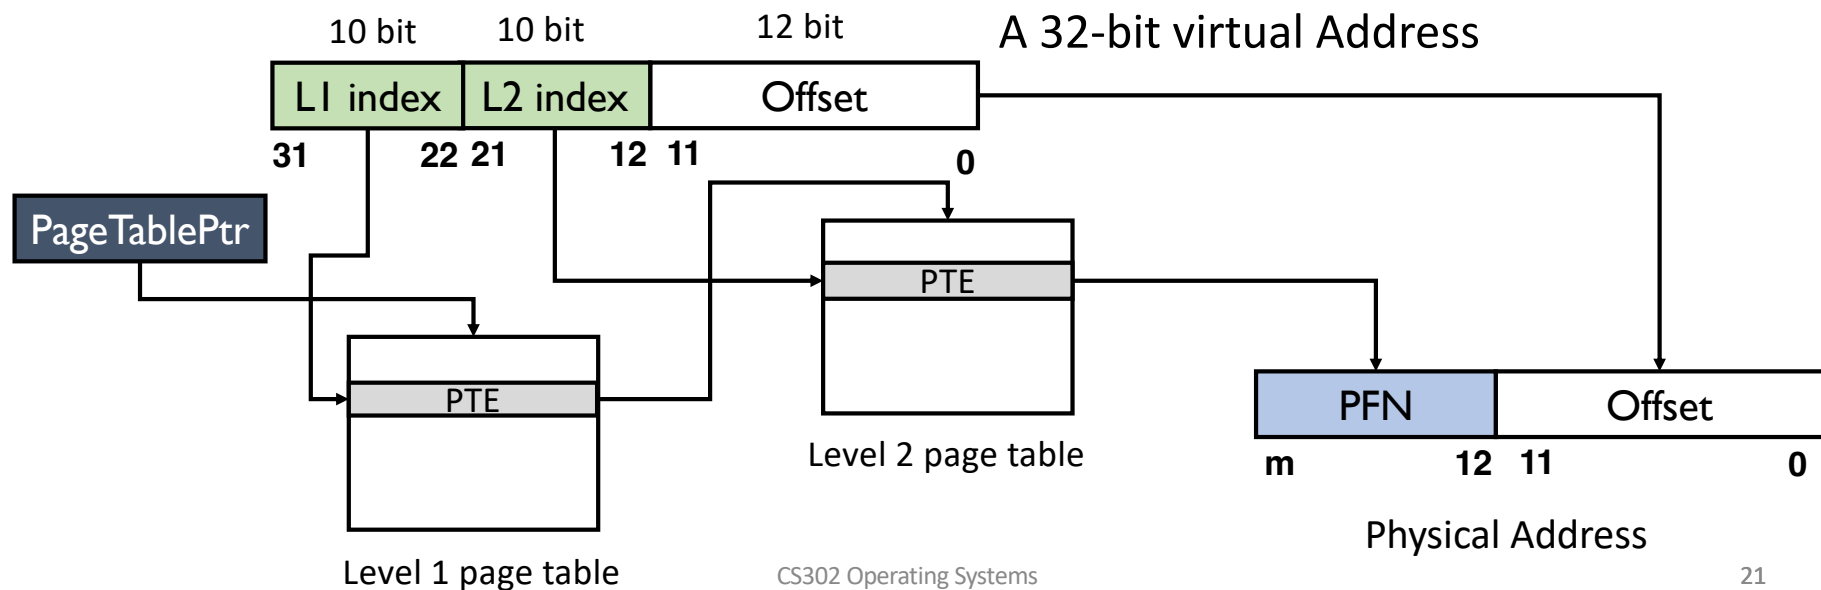 10 bit
10 bit
12 bit
A 32-bit virtual Address
L1 index
L2 index
Offset
31
22
21
12
11
0
PageTablePtr
PTE
PTE
Level 2 page table
PFN
Offset
m
12
11
0
Physical Address
Level 1 page table
CS302 Operating Systems
21